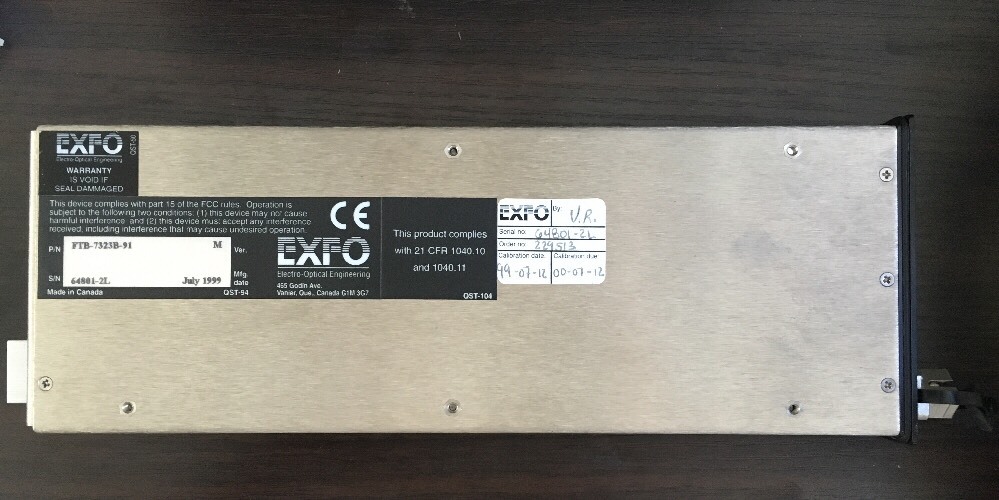 EXFO
Electro-Optical Engineering
QST-50
WARRANTY
IS VOID IF
SEAL DAMAGED
This device complies with part 15 of the FCC rules. Operation is
subject to the following two conditions: (1) this device may not cause
harmful interference and (2) this device must accept any interference
received, including interference that may cause undesired operation.
P/N FTB-7323B-91 M Ver.
S/N 64801-2L July 1999 Mfg. date
Made in Canada QST-94
CE
EXFO
Electro-Optical Engineering
465 Godin Ave.
Vanier, Que., Canada G1M 3G7
This product complies
with 21 CFR 1040.10
and 1040.11
QST-104
EXFO By: V.R.
Serial no: 64801-2L
Order no: 229513
Calibration date: Calibration due:
99-07-12 00-07-12